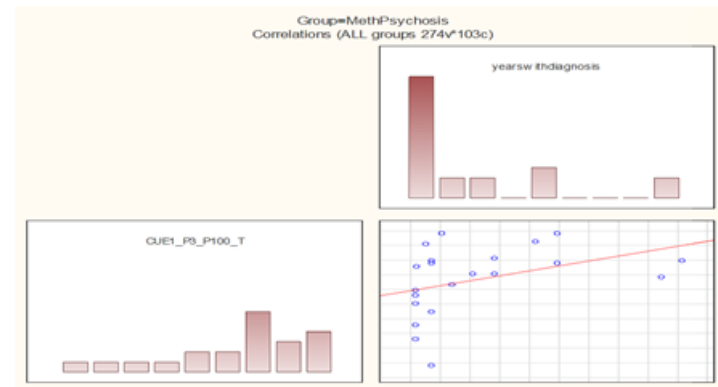 Group=MethPsychosis
Correlations (ALL groups 274v*103c)
yearswithdiagnosis
CUE1_P3_P100_T